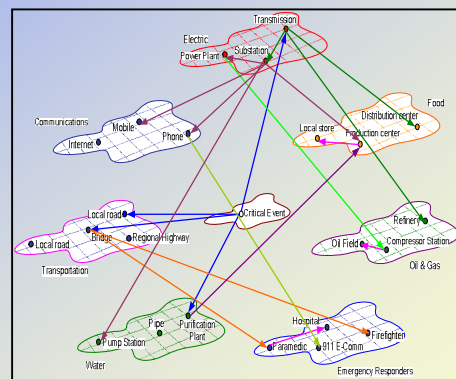 Transmission
Electric
Power Plant
Substation
Communications
Mobile
Internet
Phone
Food
Distribution center
Local store
Production center
Critical Event
Local road
Bridge
Regional Highway
Local road
Transportation
Refinery
Oil Field
Compressor Station
Oil & Gas
Pipe
Purification
Plant
Pump Station
Water
Hospital
Firefighter
Paramedic
911 E-Comm
Emergency Responders